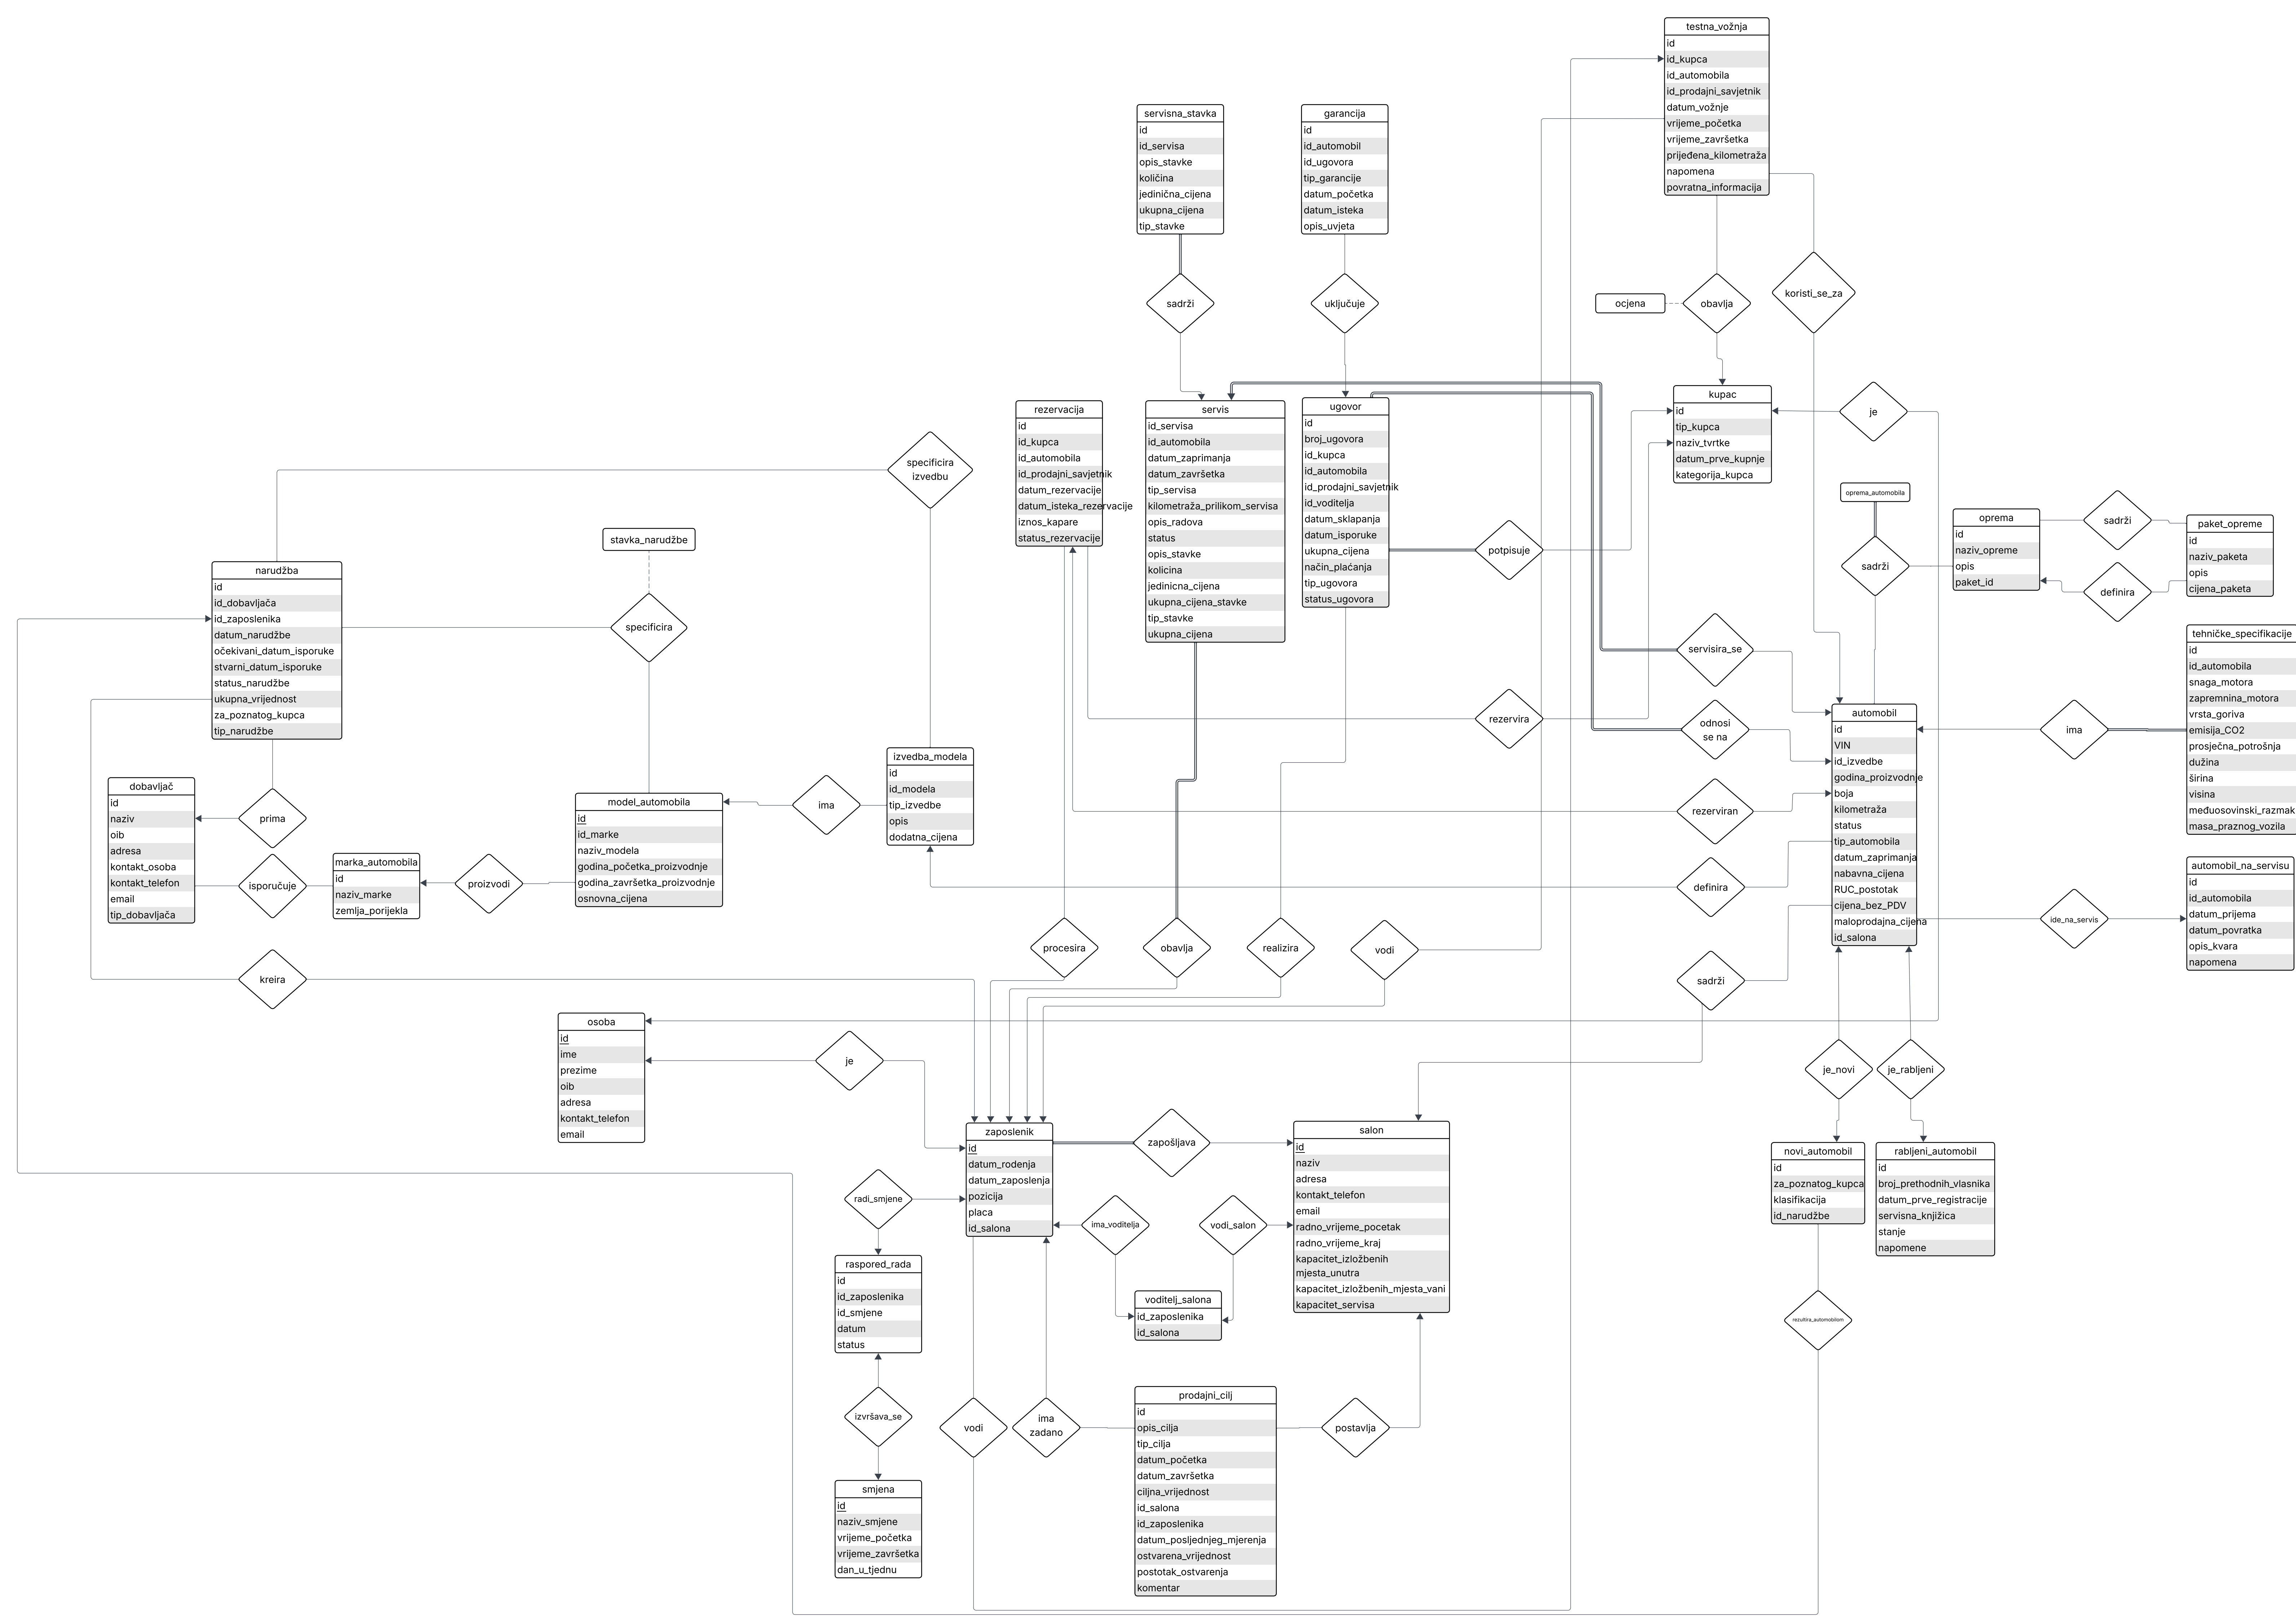 testna_vožnja
id
id_kupca
id_automobila
id_prodajni_savjetnik
datum_vožnje
vrijeme_početka
vrijeme_završetka
prijeđena_kilometraža
napomena
povratna_informacija
servisna_stavka
id
id_servisa
opis_stavke
količina
jedinična_cijena
ukupna_cijena
tip_stavke
garancija
id
id_automobil
id_ugovora
tip_garancije
datum_početka
datum_isteka
opis_uvjeta
sadrži
uključuje
ocjena
obavlja
koristi_se_za
rezervacija
id
id_kupca
id_automobila
id_prodajni_savjetnik
datum_rezervacije
datum_isteka_rezervacije
iznos_kapare
status_rezervacije
servis
id_servisa
id_automobila
datum_zaprimanja
datum_završetka
tip_servisa
kilometraža_prilikom_servisa
opis_radova
status
opis_stavke
kolicina
jedinicna_cijena
ukupna_cijena_stavke
tip_stavke
ukupna_cijena
ugovor
id
broj_ugovora
id_kupca
id_automobila
id_prodajni_savjetnik
id_voditelja
datum_sklapanja
datum_isporuke
ukupna_cijena
način_plaćanja
tip_ugovora
status_ugovora
kupac
id
tip_kupca
naziv_tvrtke
datum_prve_kupnje
kategorija_kupca
je
specificira
izvedbu
oprema_automobila
oprema
id
naziv_opreme
opis
paket_id
sadrži
definira
paket_opreme
id
naziv_paketa
opis
cijena_paketa
sadrži
potpisuje
stavka_narudžbe
narudžba
id
id_dobavljača
id_zaposlenika
datum_narudžbe
očekivani_datum_isporuke
stvarni_datum_isporuke
status_narudžbe
ukupna_vrijednost
za_poznatog_kupca
tip_narudžbe
specificira
servisira_se
rezervira
odnosi
se na
rezerviran
definira
tehničke_specifikacije
id
id_automobila
snaga_motora
zapremnina_motora
vrsta_goriva
emisija_CO2
prosječna_potrošnja
dužina
širina
visina
međuosovinski_razmak
masa_praznog_vozila
automobil
id
VIN
id_izvedbe
godina_proizvodnje
boja
kilometraža
status
tip_automobila
datum_zaprimanja
nabavna_cijena
RUC_postotak
cijena_bez_PDV
maloprodajna_cijena
id_salona
ima
dobavljač
id
naziv
oib
adresa
kontakt_osoba
kontakt_telefon
email
tip_dobavljača
prima
isporučuje
marka_automobila
id
naziv_marke
zemlja_porijekla
proizvodi
model_automobila
id
id_marke
naziv_modela
godina_početka_proizvodnje
godina_završetka_proizvodnje
osnovna_cijena
ima
izvedba_modela
id
id_modela
tip_izvedbe
opis
dodatna_cijena
automobil_na_servisu
id
id_automobila
datum_prijema
datum_povratka
opis_kvara
napomena
ide_na_servis
kreira
procesira
obavlja
realizira
vodi
sadrži
osoba
id
ime
prezime
oib
adresa
kontakt_telefon
email
je
je_novi
je_rabljeni
zaposlenik
id
datum_rodenja
datum_zaposlenja
pozicija
placa
id_salona
zapošljava
salon
id
naziv
adresa
kontakt_telefon
email
radno_vrijeme_pocetak
radno_vrijeme_kraj
kapacitet_izložbenih
mjesta_unutra
kapacitet_izložbenih_mjesta_vani
kapacitet_servisa
novi_automobil
id
za_poznatog_kupca
klasifikacija
id_narudžbe
rabljeni_automobil
id
broj_prethodnih_vlasnika
datum_prve_registracije
servisna_knjižica
stanje
napomene
radi_smjene
ima_voditelja
vodi_salon
raspored_rada
id
id_zaposlenika
id_smjene
datum
status
voditelj_salona
id_zaposlenika
id_salona
rezultira_automobilom
izvršava_se
vodi
ima
zadano
prodajni_cilj
id
opis_cilja
tip_cilja
datum_početka
datum_završetka
ciljna_vrijednost
id_salona
id_zaposlenika
datum_posljednjeg_mjerenja
ostvarena_vrijednost
postotak_ostvarenja
komentar
postavlja
smjena
id
naziv_smjene
vrijeme_početka
vrijeme_završetka
dan_u_tjednu